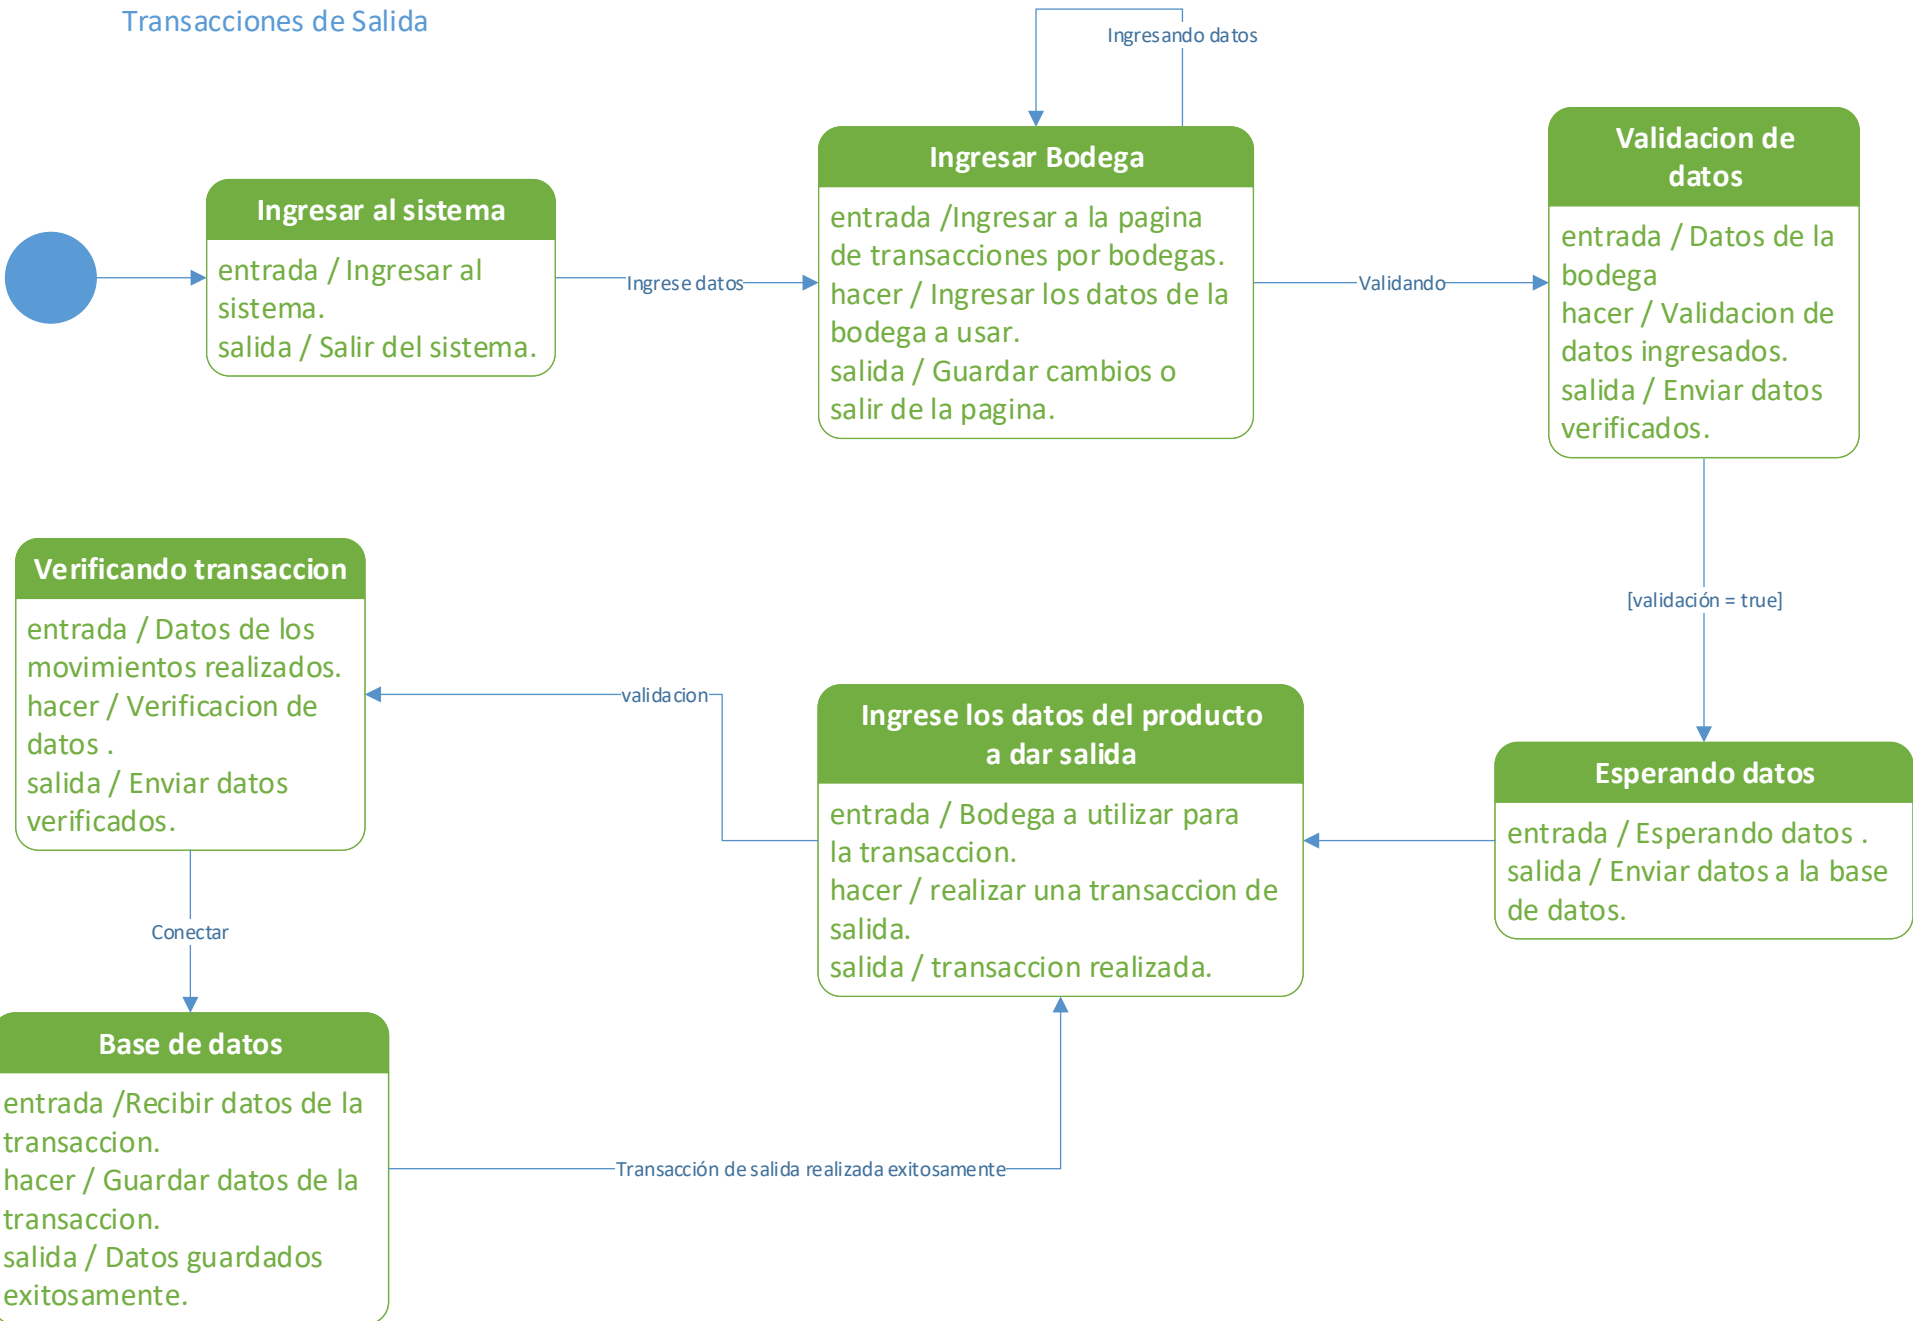 Transacciones de Salida
Ingresando datos
Ingresar al sistema
entrada / Ingresar al
sistema.
salida / Salir del sistema.
Ingrese datos
Ingresar Bodega
entrada /Ingresar a la pagina
de transacciones por bodegas.
hacer / Ingresar los datos de la
bodega a usar.
salida / Guardar cambios o
salir de la pagina.
Validando
Validacion de
datos
entrada / Datos de la
bodega
hacer / Validacion de
datos ingresados.
salida / Enviar datos
verificados.
[validación = true]
Esperando datos
entrada / Esperando datos .
salida / Enviar datos a la base
de datos.
Ingrese los datos del producto
a dar salida
entrada / Bodega a utilizar para
la transaccion.
hacer / realizar una transaccion de
salida.
salida / transaccion realizada.
validacion
Verificando transaccion
entrada / Datos de los
movimientos realizados.
hacer / Verificacion de
datos .
salida / Enviar datos
verificados.
Conectar
Base de datos
entrada /Recibir datos de la
transaccion.
hacer / Guardar datos de la
transaccion.
salida / Datos guardados
exitosamente.
Transacción de salida realizada exitosamente